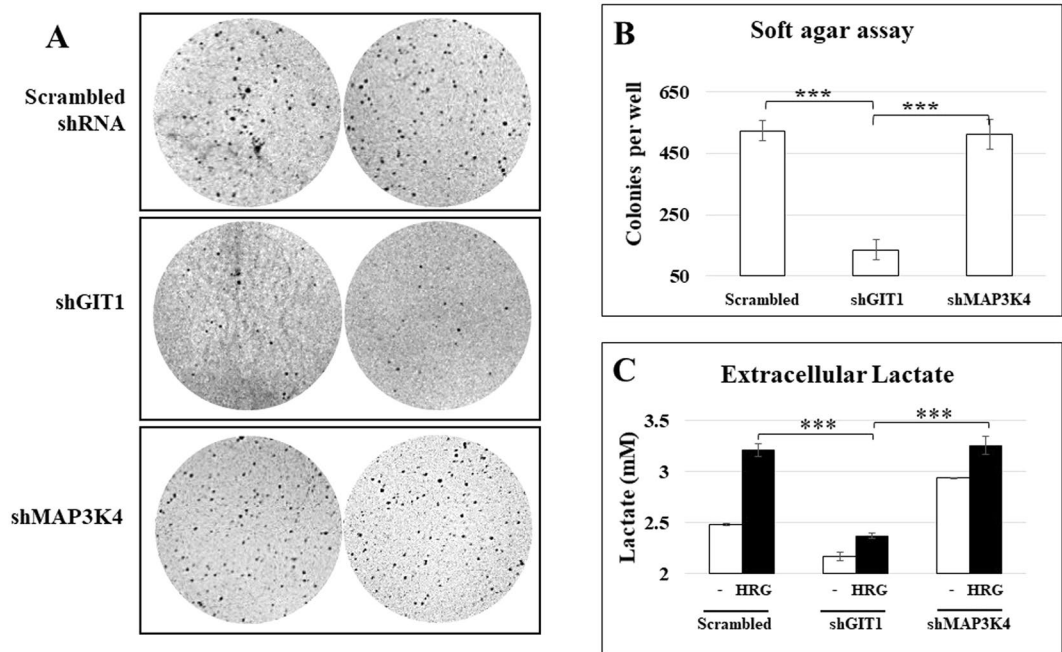 A
Scrambled
shRNA
shGIT1
shMAP3K4
B
Soft agar assay
Colonies per well
650
450
250
50
***
***
Scrambled
shGIT1
shMAP3K4
C
Extracellular Lactate
Lactate (mM)
3.5
3
2.5
2
***
***
- HRG
- HRG
- HRG
Scrambled
shGIT1
shMAP3K4